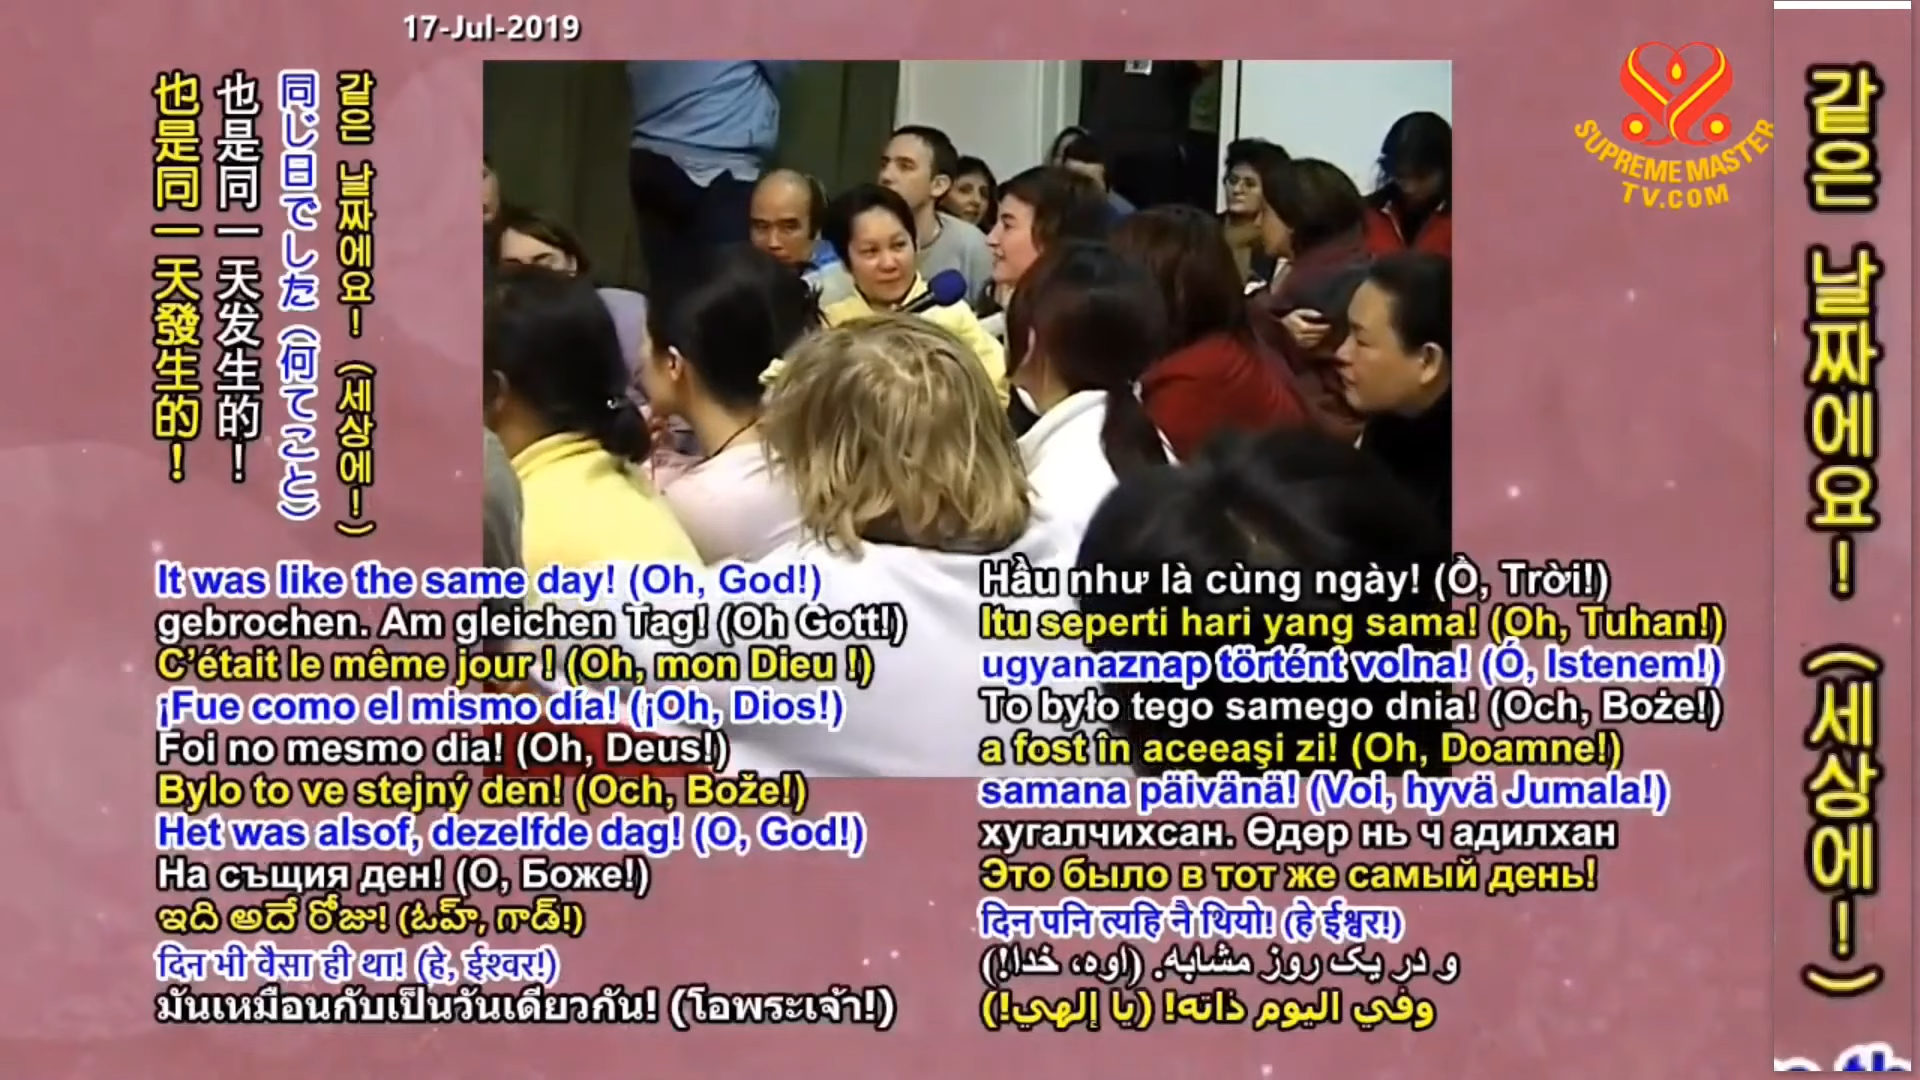 17-Jul-2019
SUPREME MASTER
TV.COM
같은 날짜에요! (세상에!)
同じ日でした (何てこと)
也是同一天发生的！
也是同一天發生的！
It was like the same day! (Oh, God!)
gebrochen. Am gleichen Tag! (Oh Gott!)
C’était le même jour ! (Oh, mon Dieu !)
¡Fue como el mismo día! (¡Oh, Dios!)
Foi no mesmo dia! (Oh, Deus!)
Bylo to ve stejný den! (Och, Bože!)
Het was alsof, dezelfde dag! (O, God!)
На същия ден! (О, Боже!)
ఇది అదే రోజు! (ఓహ్, గాడ్!)
दिन भी वैसा ही था! (हे, ईश्वर!)
มันเหมือนกับเป็นวันเดียวกัน! (โอพระเจ้า!)
Hầu như là cùng ngày! (Ồ, Trời!)
Itu seperti hari yang sama! (Oh, Tuhan!)
ugyanaznap történt volna! (Ó, Istenem!)
To było tego samego dnia! (Och, Boże!)
a fost în aceeaşi zi! (Oh, Doamne!)
samana päivänä! (Voi, hyvä Jumala!)
хугалчихсан. Өдөр нь ч адилхан
Это было в тот же самый день!
दिन पनि त्यहि नै थियो! (हे ईश्वर!)
و در یک روز مشابه. (اوه، خدا!)
وفي اليوم ذاته! (يا إلهي!)
같은 날짜에요! (세상에!)